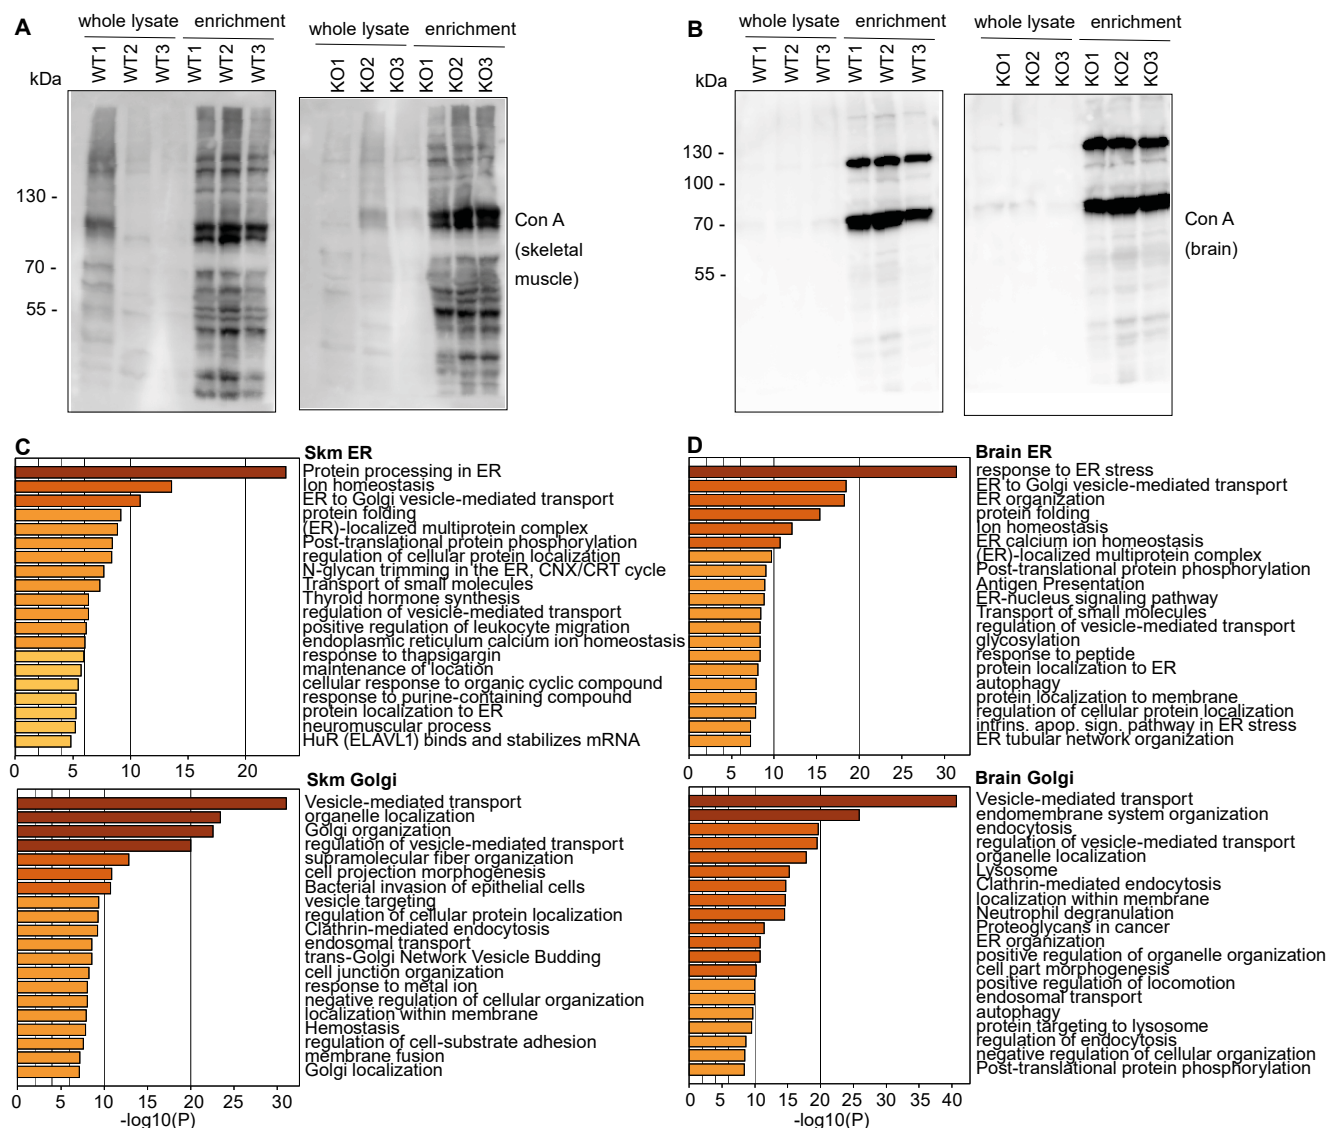 A
whole lysate enrichment
WT1 WT2 WT3 WT1 WT2 WT3
kDa
130 -
70 -
55 -
whole lysate enrichment
KO1 KO2 KO3 KO1 KO2 KO3
Con A
(skeletal
muscle)
B
whole lysate enrichment
WT1 WT2 WT3 WT1 WT2 WT3
kDa
130 -
100 -
70 -
55 -
whole lysate enrichment
KO1 KO2 KO3 KO1 KO2 KO3
Con A
(brain)
C
Skm ER
Protein processing in ER
Ion homeostasis
ER to Golgi vesicle-mediated transport
protein folding
(ER)-localized multiprotein complex
Post-translational protein phosphorylation
regulation of cellular protein localization
N-glycan trimming in the ER, CNX/CRT cycle
Transport of small molecules
Thyroid hormone synthesis
regulation of vesicle-mediated transport
positive regulation of leukocyte migration
endoplasmic reticulum calcium ion homeostasis
response to thapsigargin
maintenance of location
cellular response to organic cyclic compound
response to purine-containing compound
protein localization to ER
neuromuscular process
HuR (ELAVL1) binds and stabilizes mRNA
0 5 10 15 20
Skm Golgi
Vesicle-mediated transport
organelle localization
Golgi organization
regulation of vesicle-mediated transport
supramolecular fiber organization
cell projection morphogenesis
Bacterial invasion of epithelial cells
vesicle targeting
regulation of cellular protein localization
Clathrin-mediated endocytosis
endosomal transport
trans-Golgi Network Vesicle Budding
cell junction organization
response to metal ion
negative regulation of cellular organization
localization within membrane
Hemostasis
regulation of cell-substrate adhesion
membrane fusion
Golgi localization
0 5 10 15 20 25 30
-log10(P)
D
Brain ER
response to ER stress
ER to Golgi vesicle-mediated transport
ER organization
protein folding
Ion homeostasis
ER calcium ion homeostasis
(ER)-localized multiprotein complex
Post-translational protein phosphorylation
Antigen Presentation
ER-nucleus signaling pathway
Transport of small molecules
regulation of vesicle-mediated transport
glycosylation
response to peptide
protein localization to ER
autophagy
protein localization to membrane
regulation of cellular protein localization
intrins. apop. sign. pathway in ER stress
ER tubular network organization
0 5 10 15 20 25 30
Brain Golgi
Vesicle-mediated transport
endomembrane system organization
endocytosis
regulation of vesicle-mediated transport
organelle localization
Lysosome
Clathrin-mediated endocytosis
localization within membrane
Neutrophil degranulation
Proteoglycans in cancer
ER organization
positive regulation of organelle organization
cell part morphogenesis
positive regulation of locomotion
endosomal transport
autophagy
protein targeting to lysosome
regulation of endocytosis
negative regulation of cellular organization
Post-translational protein phosphorylation
0 5 10 15 20 25 30 35 40
-log10(P)